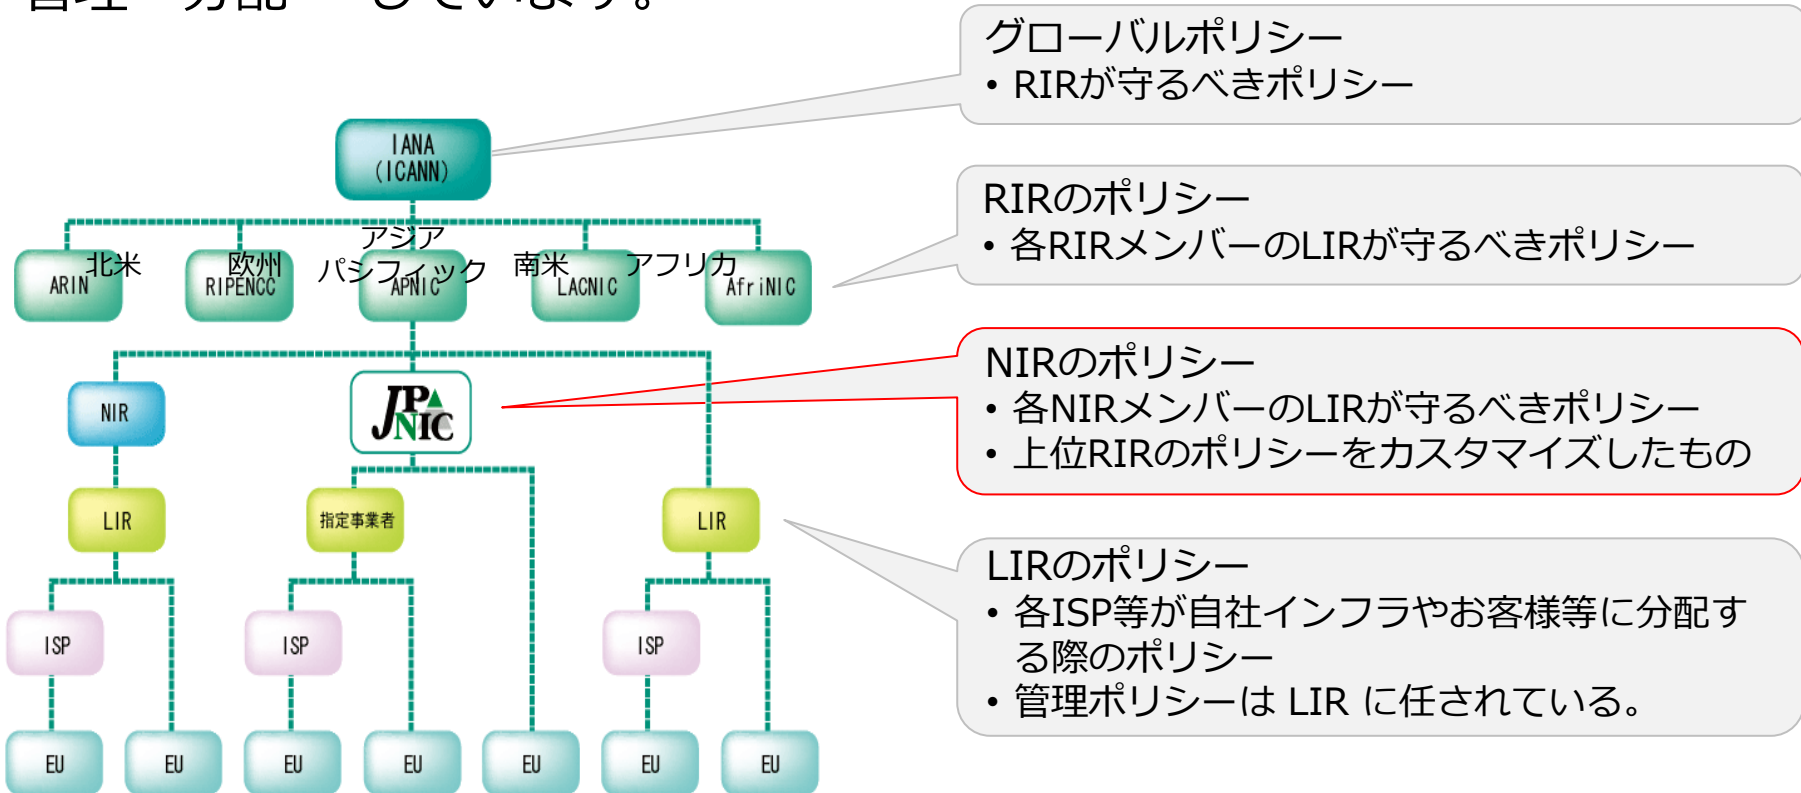 管理・分配 しています。
グローバルポリシー
• RIRが守るべきポリシー
IANA
(ICANN)
RIRのポリシー
• 各RIRメンバーのLIRが守るべきポリシー
北米
欧州
アジア
パシフィック
南米
アフリカ
ARIN
RIPENCC
APNIC
LACNIC
AfriNIC
NIRのポリシー
• 各NIRメンバーのLIRが守るべきポリシー
• 上位RIRのポリシーをカスタマイズしたもの
NIR
JPNIC
LIR
指定事業者
LIR
LIRのポリシー
• 各ISP等が自社インフラやお客様等に分配す
る際のポリシー
• 管理ポリシーは LIR に任されている。
ISP
ISP
ISP
EU
EU
EU
EU
EU
EU
EU